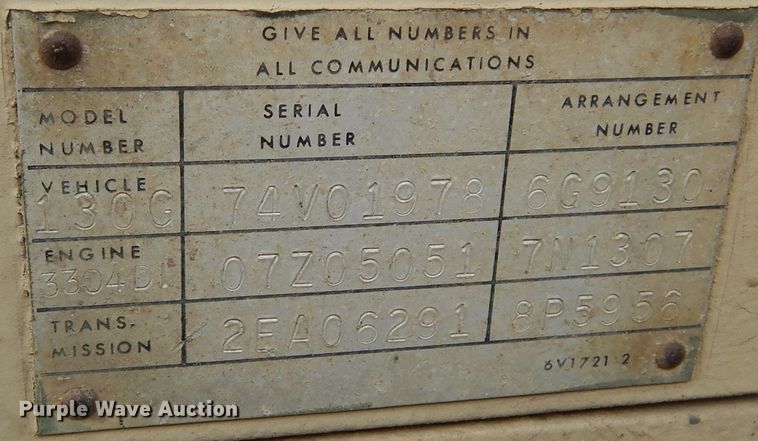 GIVE ALL NUMBERS IN
ALL COMMUNICATIONS
MODEL NUMBER
SERIAL NUMBER
ARRANGEMENT NUMBER
VEHICLE
130G 74V01978 6G9130
ENGINE
3304DI 07Z05051 7N1307
TRANS-
MISSION 2EA06291 8P5956
6V1721 2
Purple Wave Auction